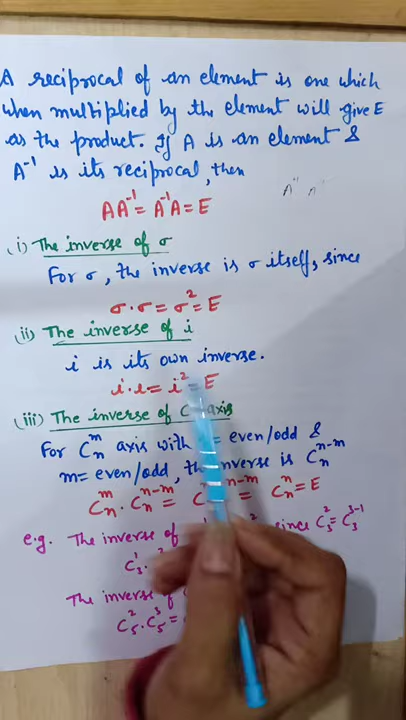 A reciprocal of an element is one which
when multiplied by the element will give E
as the product. If A is an element &
A⁻¹ is its reciprocal, then
AA⁻¹ = A⁻¹A = E
(i) The inverse of σ
For σ, the inverse is σ itself, since
σ·σ = σ² = E
(ii) The inverse of i
i is its own inverse.
i·i = i² = E
(iii) The inverse of C axis
For Cₙᵐ axis with = even/odd &
m = even/odd, the inverse is Cₙⁿ⁻ᵐ
Cₙᵐ · Cₙⁿ⁻ᵐ = C ⁿ⁻ᵐ = Cₙⁿ = E
e.g. The inverse of since C₃² = C₃³⁻¹
C₃¹ ·
The inverse of
C₅² · C₅³ =